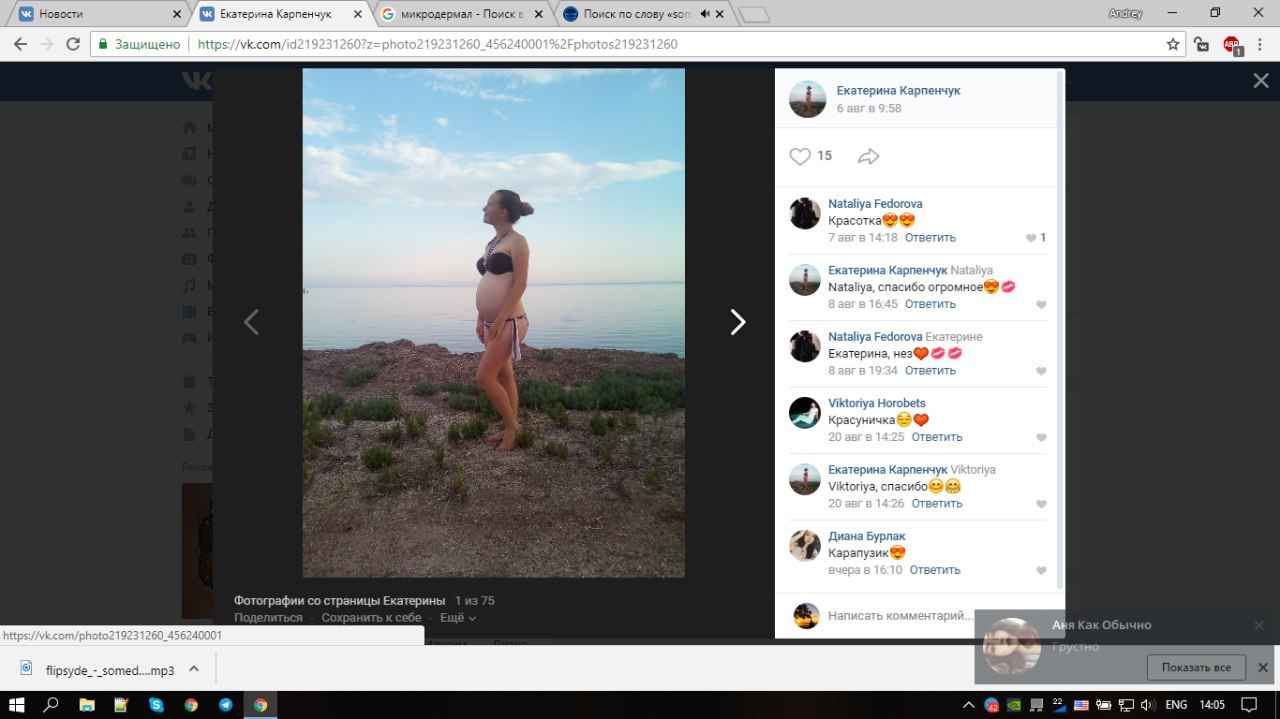 Новости
Екатерина Карпенчук
микродермал - Поиск в
Поиск по слову «som
Andrey
Защищено
https://vk.com/id219231260?z=photo219231260_456240001%2Fphotos219231260
ABP
1
Екатерина Карпенчук
6 авг в 9:58
15
Nataliya Fedorova
Красотка
7 авг в 14:18 Ответить 1
Екатерина Карпенчук Nataliya
Nataliya, спасибо огромное
8 авг в 16:45 Ответить
Nataliya Fedorova Екатерине
Екатерина, нез
8 авг в 19:34 Ответить
Viktoriya Horobets
Красуничка
20 авг в 14:25 Ответить
Екатерина Карпенчук Viktoriya
Viktoriya, спасибо
20 авг в 14:26 Ответить
Диана Бурлак
Карапузик
вчера в 16:10 Ответить
Написать комментарий...
Фотографии со страницы Екатерины 1 из 75
Поделиться · Сохранить к себе · Ещё
https://vk.com/photo219231260_456240001
Аня Как Обычно
Грустно
flipsyde_-_somed....mp3
Показать все
42
22
ENG
14:05